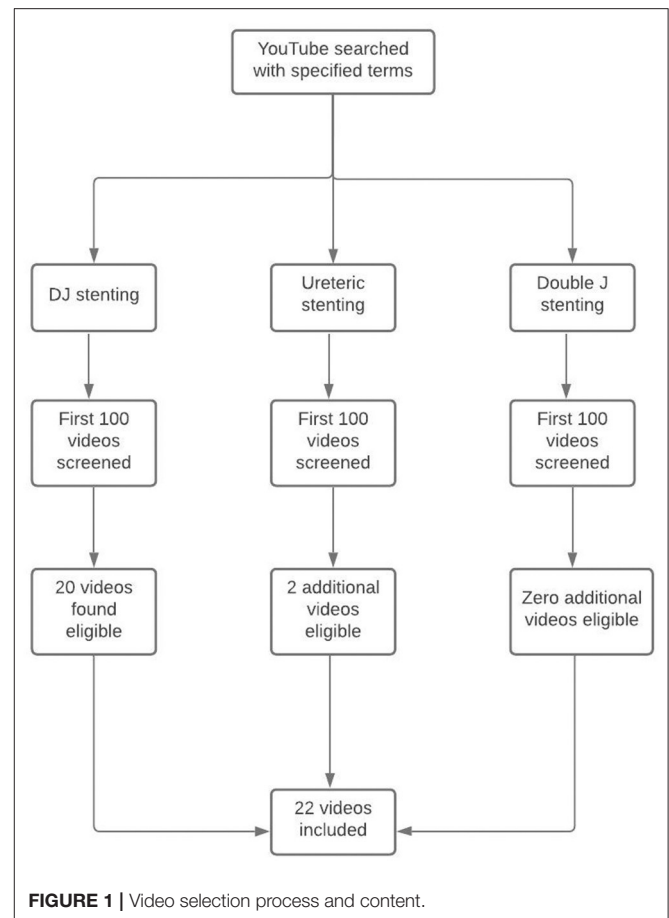 YouTube searched
with specified terms
DJ stenting
Ureteric
stenting
Double J
stenting
First 100
videos
screened
First 100
videos
screened
First 100
videos
screened
20 videos
found
eligible
2 additional
videos
eligible
Zero additional
videos eligible
22 videos
included
FIGURE 1 | Video selection process and content.